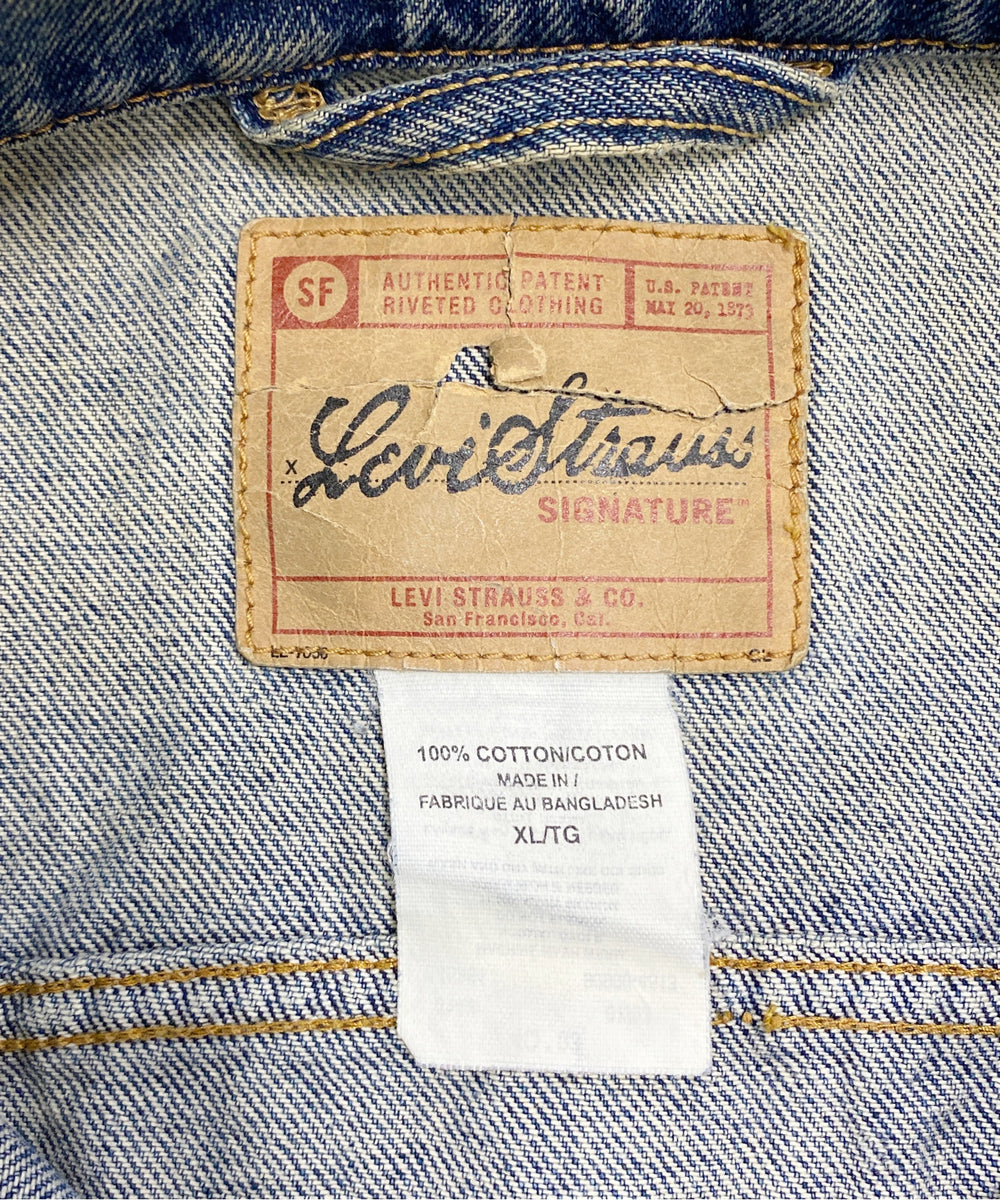 SF
AUTHENTIC PATENT
RIVETED CLOTHING
U.S. PATENT
MAY 20, 1873
x Levi Strauss
SIGNATURE™
LEVI STRAUSS & CO.
San Francisco, Cal.
100% COTTON/COTON
MADE IN /
FABRIQUE AU BANGLADESH
XL/TG